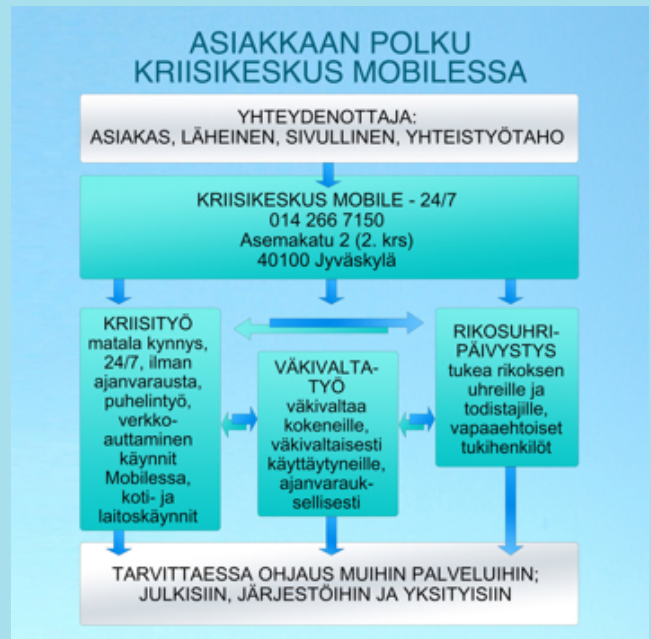 ASIAKKAAN POLKU
KRIISIKESKUS MOBILESSA
YHTEYDENOTTAJA:
ASIAKAS, LÄHEINEN, SIVULLINEN, YHTEISTYÖTAHO
KRIISIKESKUS MOBILE - 24/7
014 266 7150
Asemakatu 2 (2. krs)
40100 Jyväskylä
KRIISITYÖ
matala kynnys,
24/7, ilman
ajanvarausta,
puhelintyö,
verkko-
auttaminen
käynnit
Mobilessa,
koti- ja
laitoskäynnit
VÄKIVALTA-
TYÖ
väkivaltaa
kokeneille,
väkivaltaisesti
käyttäytyneille,
ajanvarauk-
sellisesti
RIKOSUHRI-
PÄIVYSTYS
tukea rikoksen
uhreille ja
todistajille,
vapaaehtoiset
tukihenkilöt
TARVITTAESSA OHJAUS MUIHIN PALVELUIHIN;
JULKISIIN, JÄRJESTÖIHIN JA YKSITYISIIN